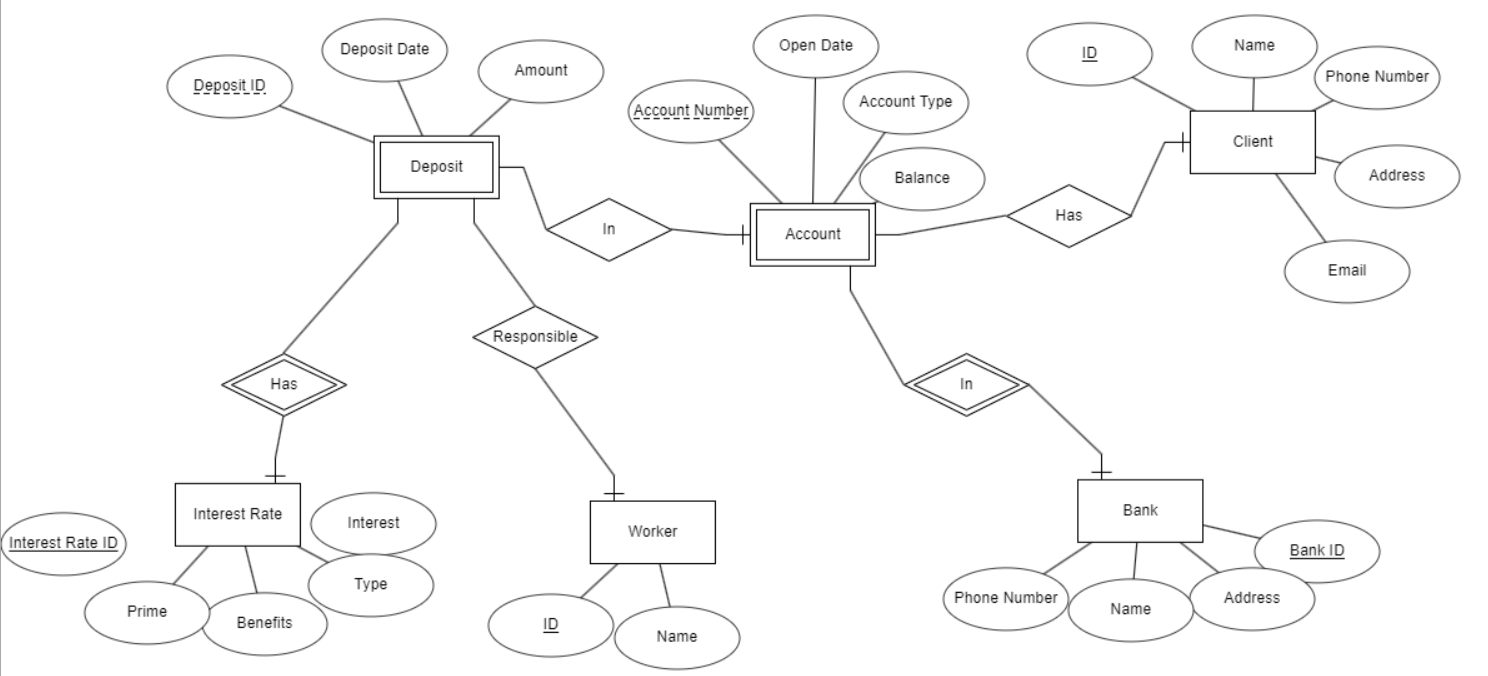 Deposit ID
Deposit Date
Amount
Account Number
Open Date
Account Type
Balance
ID
Name
Phone Number
Address
Email
Client
Deposit
In
Account
Has
Has
Responsible
In
Interest Rate
Interest
Interest Rate ID
Type
Prime
Benefits
Worker
ID
Name
Bank
Bank ID
Phone Number
Name
Address